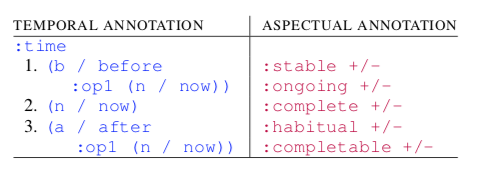 TEMPORAL ANNOTATION ASPECTUAL ANNOTATION
:time
1. (b / before :stable +/-
:op1 (n / now)) :ongoing +/-
2. (n / now) :complete +/-
3. (a / after :habitual +/-
:op1 (n / now)) :completable +/-